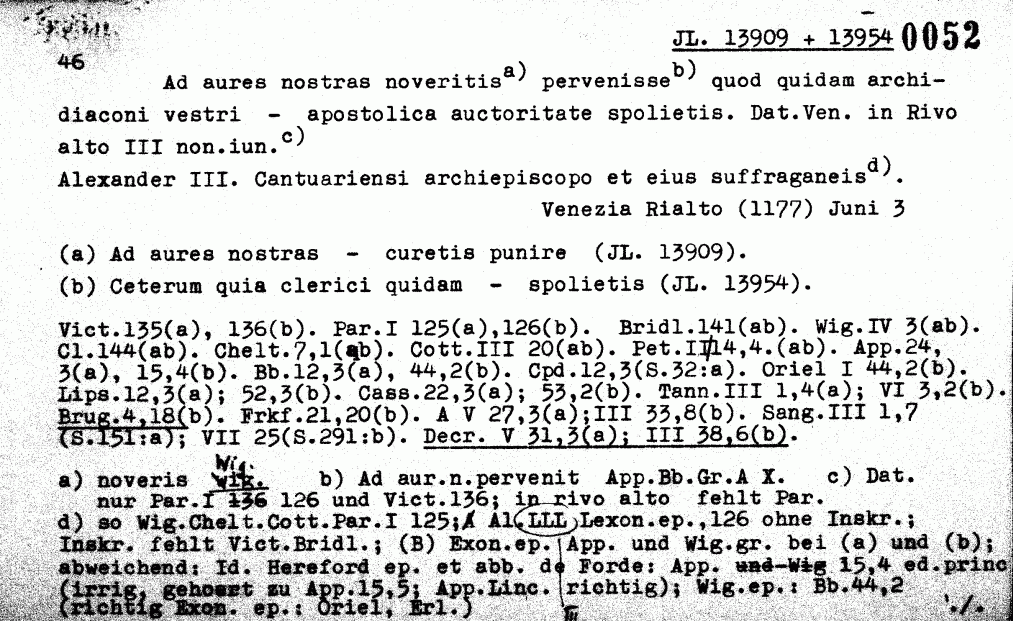 JL. 13909 + 13954 0052
46
Ad aures nostras noveritis a) pervenisse b) quod quidam archi-
diaconi vestri - apostolica auctoritate spolietis. Dat.Ven. in Rivo
alto III non.iun. c)
Alexander III. Cantuariensi archiepiscopo et eius suffraganeis d).
Venezia Rialto (1177) Juni 3
(a) Ad aures nostras - curetis punire (JL. 13909).
(b) Ceterum quia clerici quidam - spolietis (JL. 13954).
Vict.135(a), 136(b). Par.I 125(a),126(b). Bridl.141(ab). Wig.IV 3(ab).
Cl.144(ab). Chelt.7,1(ab). Cott.III 20(ab). Pet.II 14,4.(ab). App.24,
3(a), 15,4(b). Bb.12,3(a), 44,2(b). Cpd.12,3(S.32:a). Oriel I 44,2(b).
Lips.12,3(a); 52,3(b). Cass.22,3(a); 53,2(b). Tann.III 1,4(a); VI 3,2(b).
Brug.4,18(b). Frkf.21,20(b). A V 27,3(a);III 33,8(b). Sang.III 1,7
(S.151:a); VII 25(S.291:b). Decr. V 31,3(a); III 38,6(b).
Wig.
a) noveris b) Ad aur.n.pervenit App.Bb.Gr.A X. c) Dat.
nur Par.I 136 126 und Vict.136; in rivo alto fehlt Par.
d) so Wig.Chelt.Cott.Par.I 125; Al LLL Lexon.ep.,126 ohne Inskr.;
Inskr. fehlt Vict.Bridl.; (B) Exon.ep. App. und Wig.gr. bei (a) und (b);
abweichend: Id. Hereford ep. et abb. de Forde: App. und Wig 15,4 ed.princ
(irrig, gehoert zu App.15,5; App.Linc. richtig); Wig.ep.: Bb.44,2
(richtig Exon. ep.: Oriel, Erl.)
./.